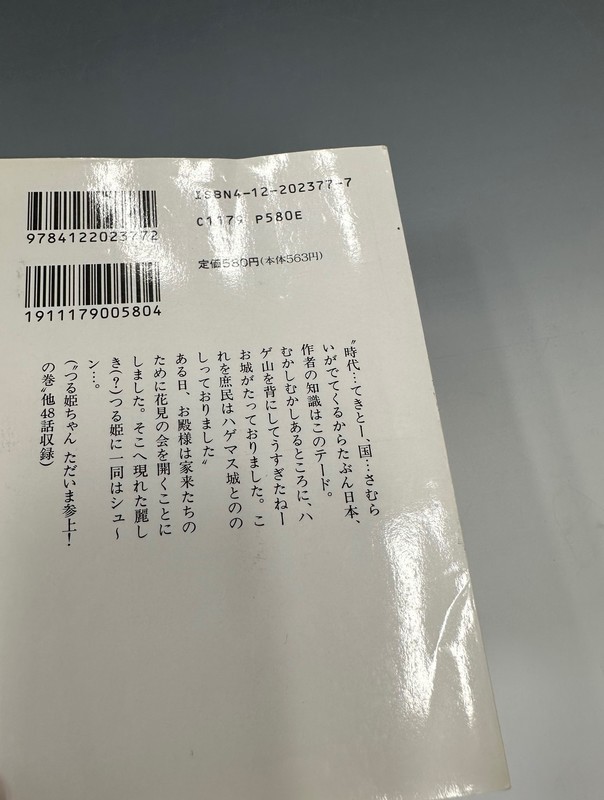 ISBN4-12-202377-7
C1179 P580E
9784122023772
定価580円(本体563円)
1911179005804
〝時代…てきとー、国…さむら
いがでてくるからたぶん日本、
作者の知識はこのテード。
むかしむかしあるところに、ハ
ゲ山を背にしてうすぎたねー
お城がたっておりました。こ
れを庶民はハゲマス城とのの
しっておりました〟
ある日、お殿様は家来たちの
ために花見の会を開くことに
しました。そこへ現れた麗し
き(?)つる姫に一同はシュ～
ン…。
(〝つる姫ちゃん ただいま参上!
の巻〟他48話収録)